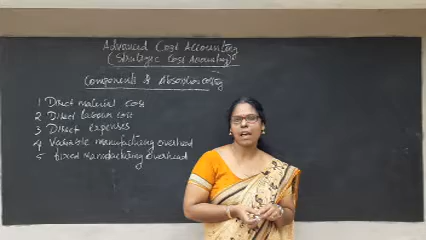 Advanced Cost Accounting
(Strategic Cost Accounting)
Components of Absorption costing
1 Direct material cost
2 Direct labour cost
3 Direct expenses
4 Variable manufacturing overhead
5 fixed manufacturing overhead